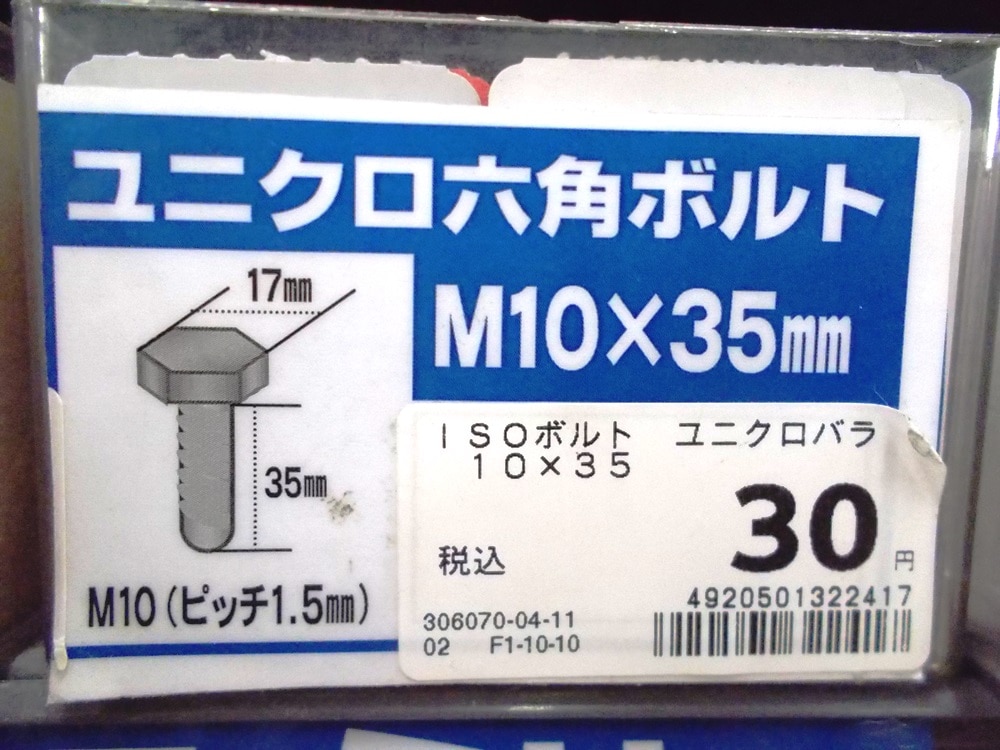 ユニクロ六角ボルト
M10×35mm
17mm
35mm
M10(ピッチ1.5mm)
ISOボルト ユニクロバラ
10×35
30
税込 円
4920501322417
306070-04-11
02 F1-10-10